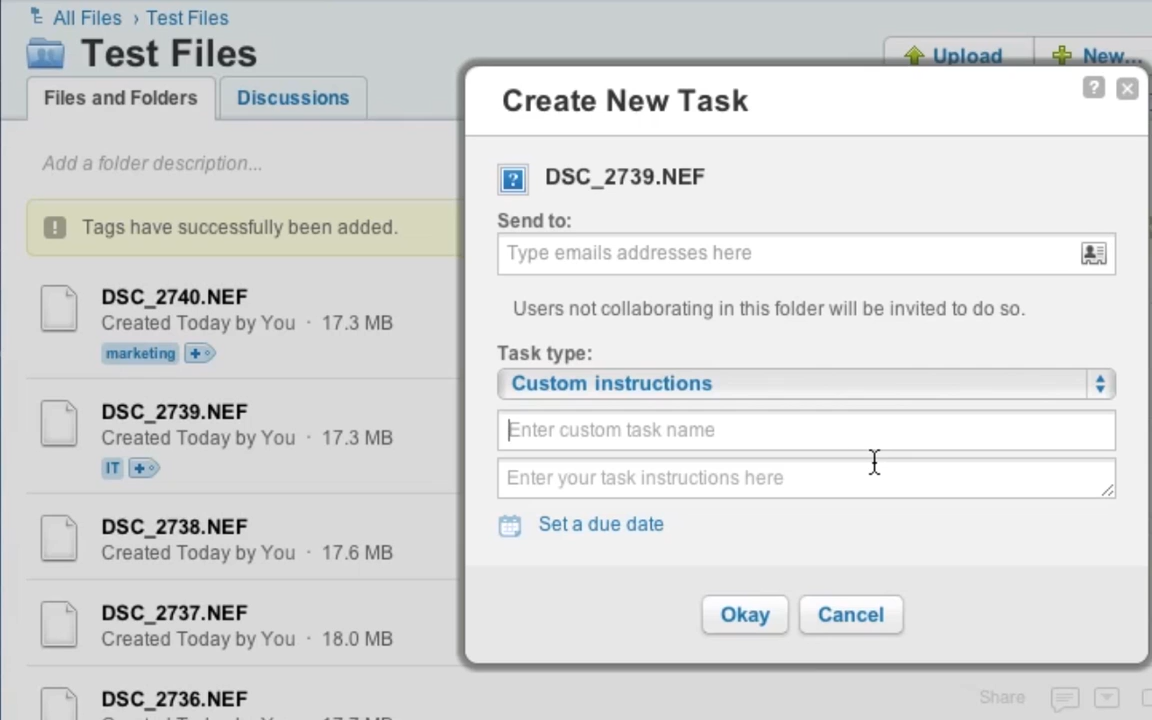 All Files › Test Files
Test Files
Upload
New...
Files and Folders
Discussions
Add a folder description...
Tags have successfully been added.
DSC_2740.NEF
Created Today by You · 17.3 MB
marketing
DSC_2739.NEF
Created Today by You · 17.3 MB
IT
DSC_2738.NEF
Created Today by You · 17.6 MB
DSC_2737.NEF
Created Today by You · 18.0 MB
DSC_2736.NEF
Create New Task
DSC_2739.NEF
Send to:
Type emails addresses here
Users not collaborating in this folder will be invited to do so.
Task type:
Custom instructions
Enter custom task name
Enter your task instructions here
Set a due date
Okay
Cancel
Share